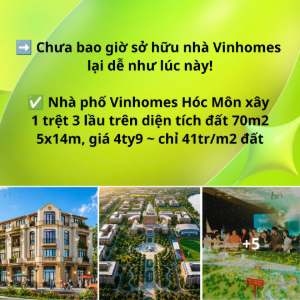 ➡️ Chưa bao giờ sở hữu nhà Vinhomes
lại dễ như lúc này!
✅ Nhà phố Vinhomes Hóc Môn xây
1 trệt 3 lầu trên diện tích đất 70m2
5x14m, giá 4ty9 ~ chỉ 41tr/m2 đất
+5